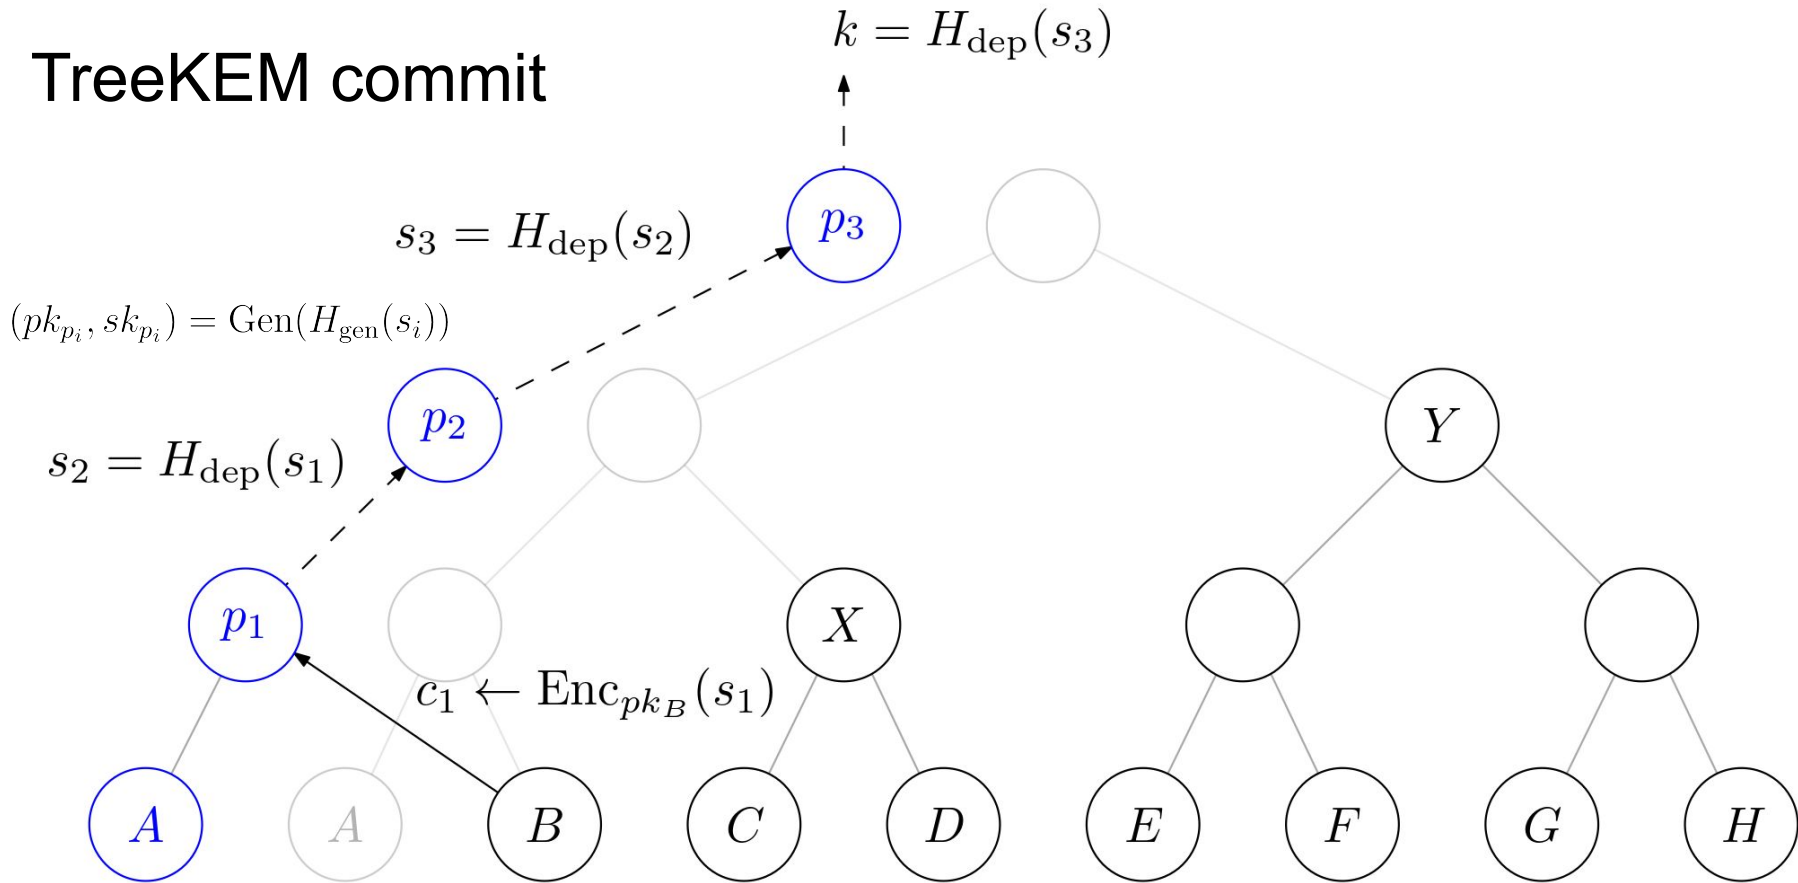 k = H_dep(s_3)
TreeKEM commit
p_3
s_3 = H_dep(s_2)
(pk_{p_i}, sk_{p_i}) = Gen(H_gen(s_i))
p_2
Y
s_2 = H_dep(s_1)
p_1
X
c_1 ← Enc_{pk_B}(s_1)
A A B C D E F G H